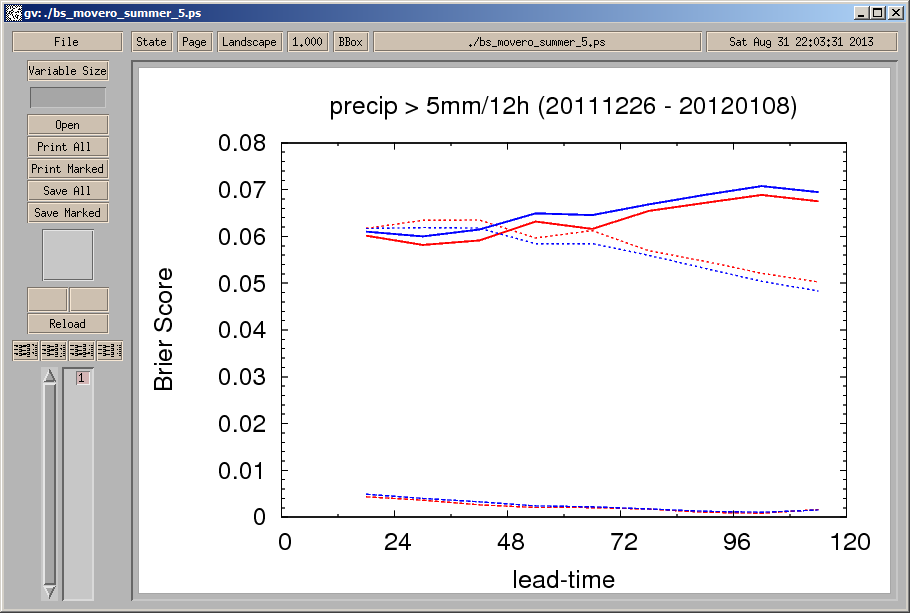 gv: ./bs_movero_summer_5.ps
File State Page Landscape 1.000 BBox ./bs_movero_summer_5.ps Sat Aug 31 22:03:31 2013
Variable Size
Open
Print All
Print Marked
Save All
Save Marked
Reload
1
precip > 5mm/12h (20111226 - 20120108)
Brier Score
0.08
0.07
0.06
0.05
0.04
0.03
0.02
0.01
0
0 24 48 72 96 120
lead-time